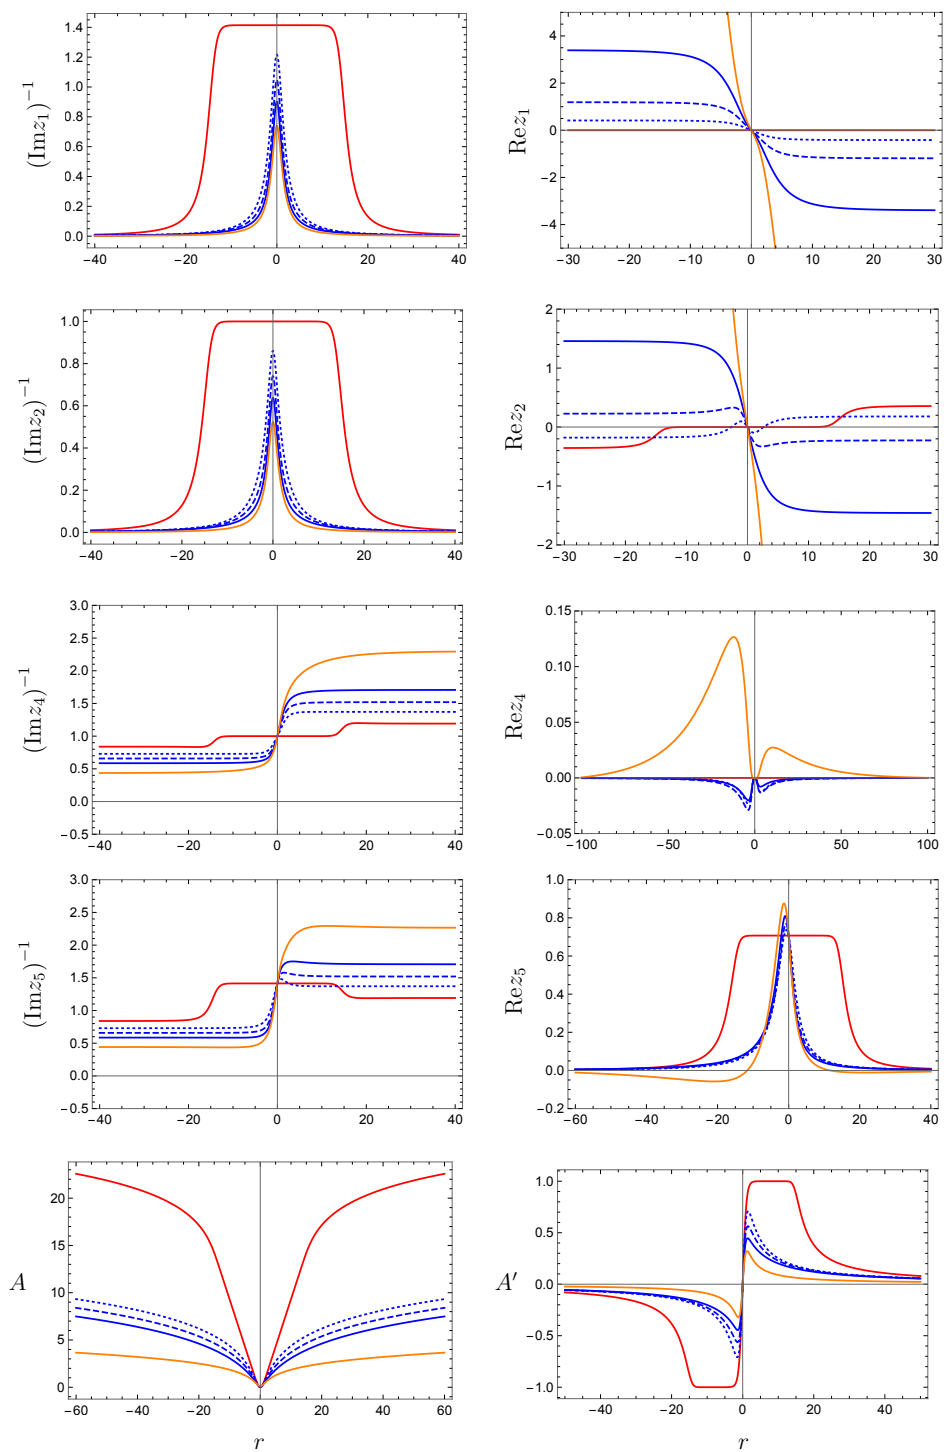 (Imz₁)⁻¹
1.4
1.2
1.0
0.8
0.6
0.4
0.2
0.0
−40 −20 0 20 40
Rez₁
4
2
0
−2
−4
−30 −20 −10 0 10 20 30
(Imz₂)⁻¹
1.0
0.8
0.6
0.4
0.2
0.0
−40 −20 0 20 40
Rez₂
2
1
0
−1
−2
−30 −20 −10 0 10 20 30
(Imz₄)⁻¹
3.0
2.5
2.0
1.5
1.0
0.5
0.0
−0.5
−40 −20 0 20 40
Rez₄
0.15
0.10
0.05
0.00
−0.05
−100 −50 0 50 100
(Imz₅)⁻¹
3.0
2.5
2.0
1.5
1.0
0.5
0.0
−0.5
−40 −20 0 20 40
Rez₅
1.0
0.8
0.6
0.4
0.2
0.0
−0.2
−60 −40 −20 0 20 40
A
20
15
10
5
0
−60 −40 −20 0 20 40 60
r
A′
1.0
0.5
0.0
−0.5
−1.0
−40 −20 0 20 40
r